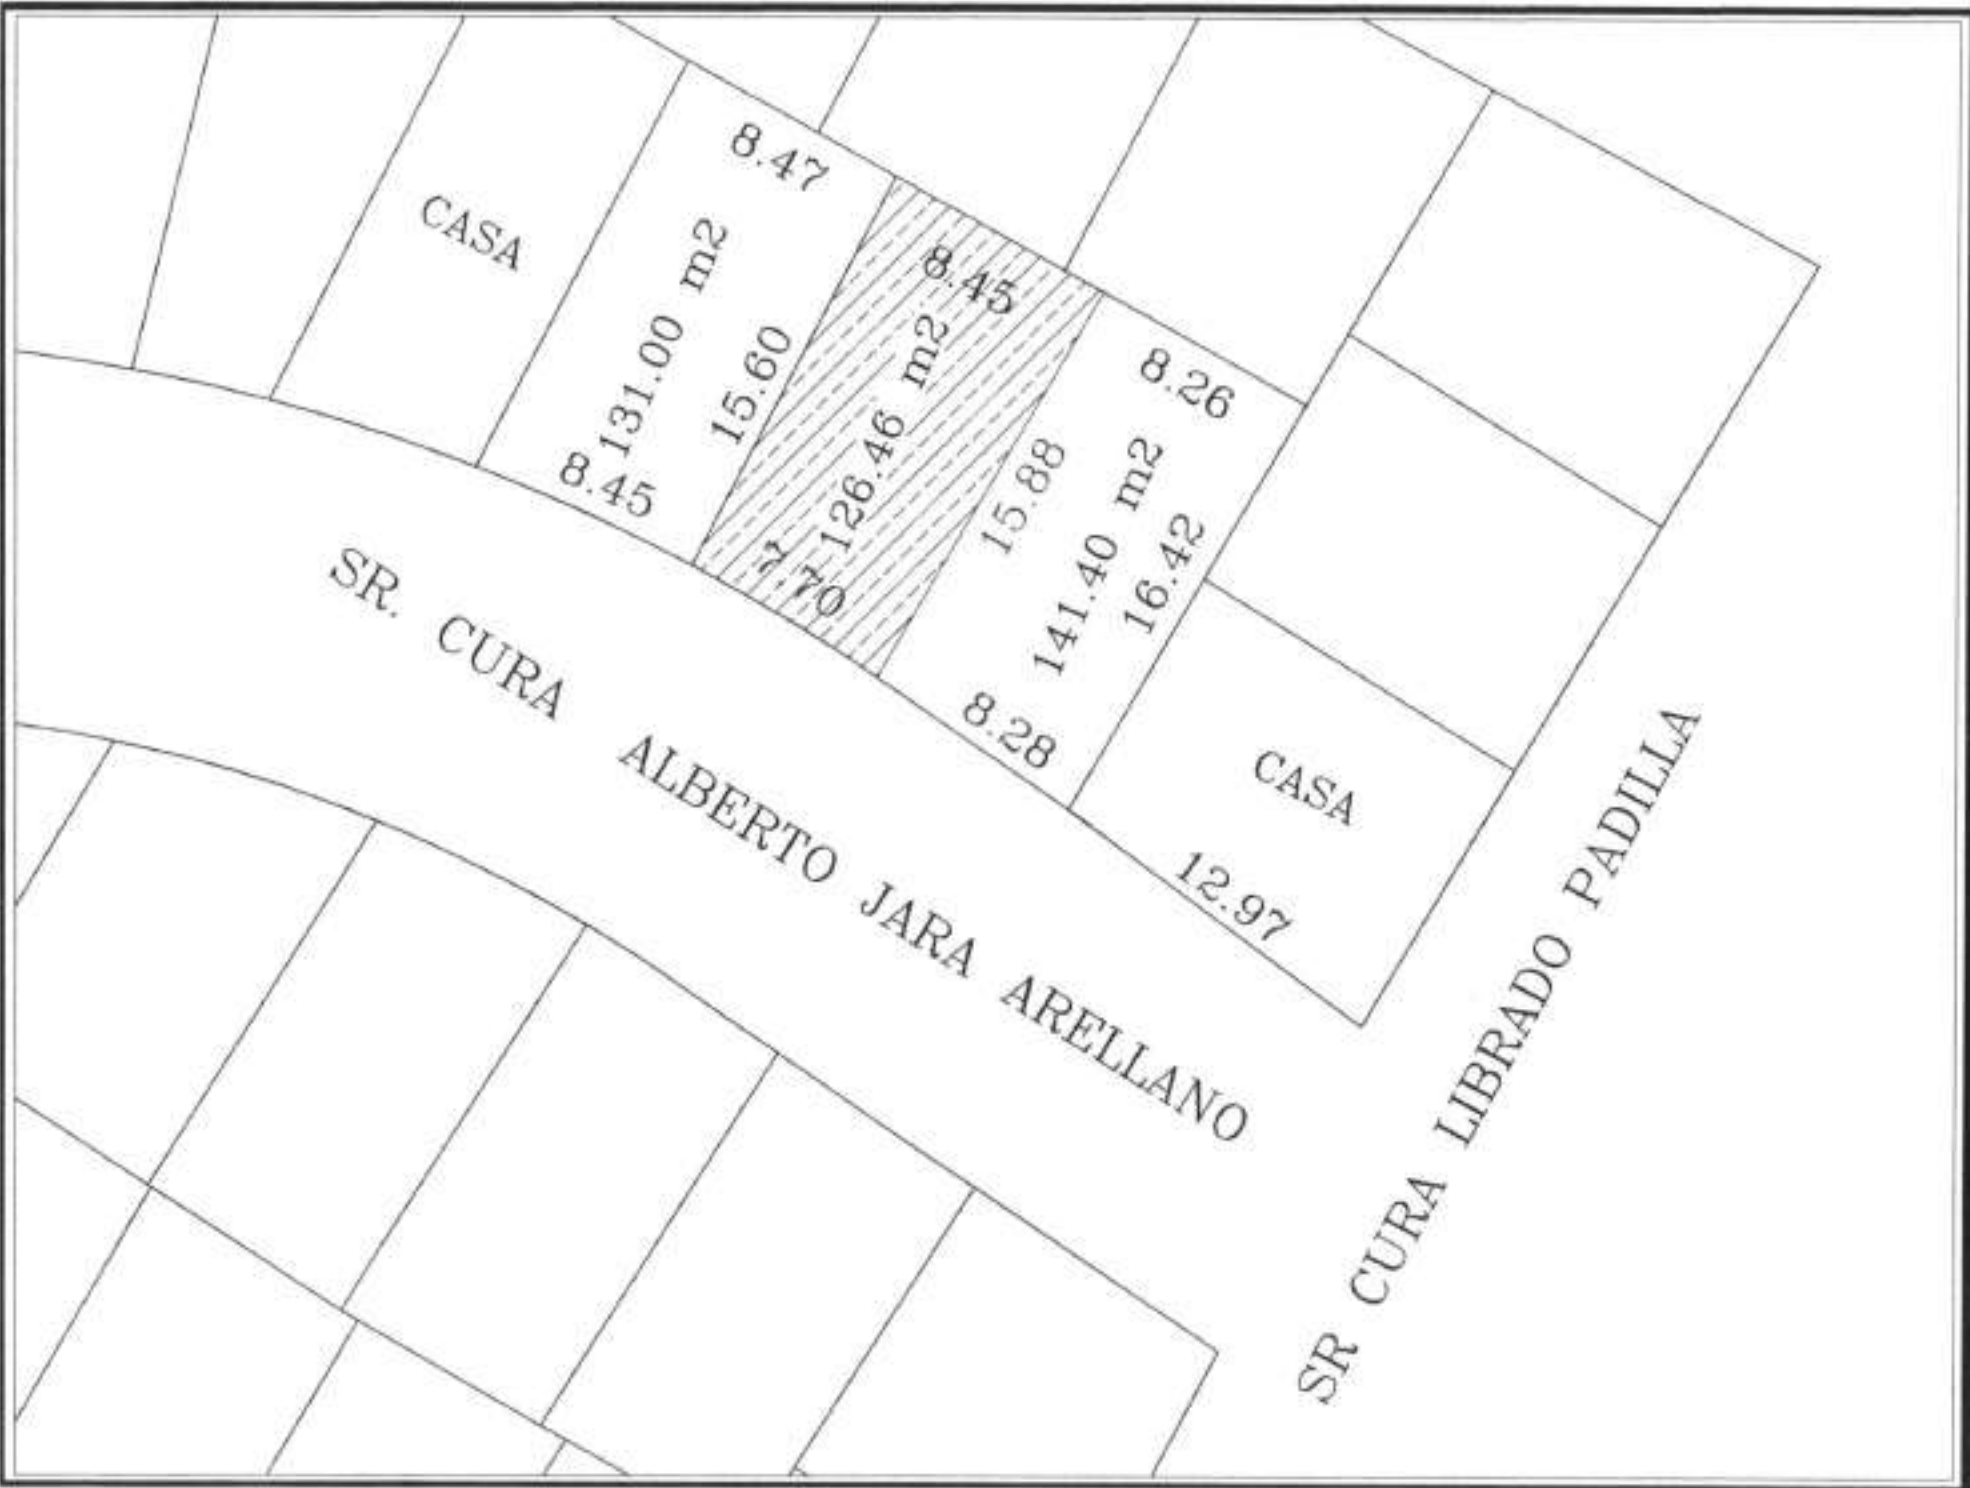 8.47
CASA
131.00 m2
15.60
8.45
8.45
126.46 m2
7.70
8.26
15.88
141.40 m2
16.42
8.28
CASA
12.97
SR. CURA ALBERTO JARA ARELLANO
SR CURA LIBRADO PADILLA